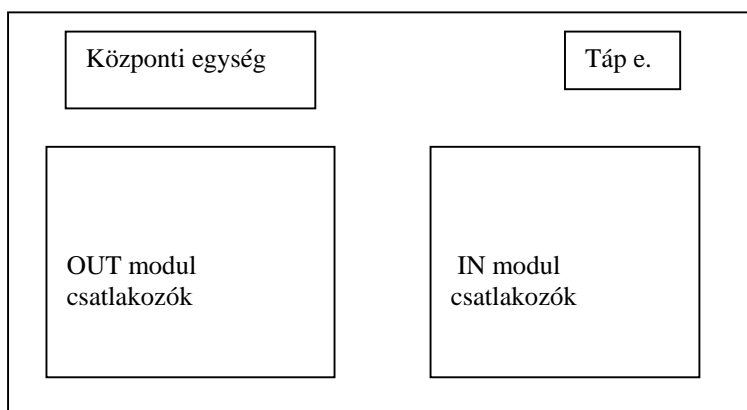 Központi egység
Táp e.
OUT modul
csatlakozók
IN modul
csatlakozók